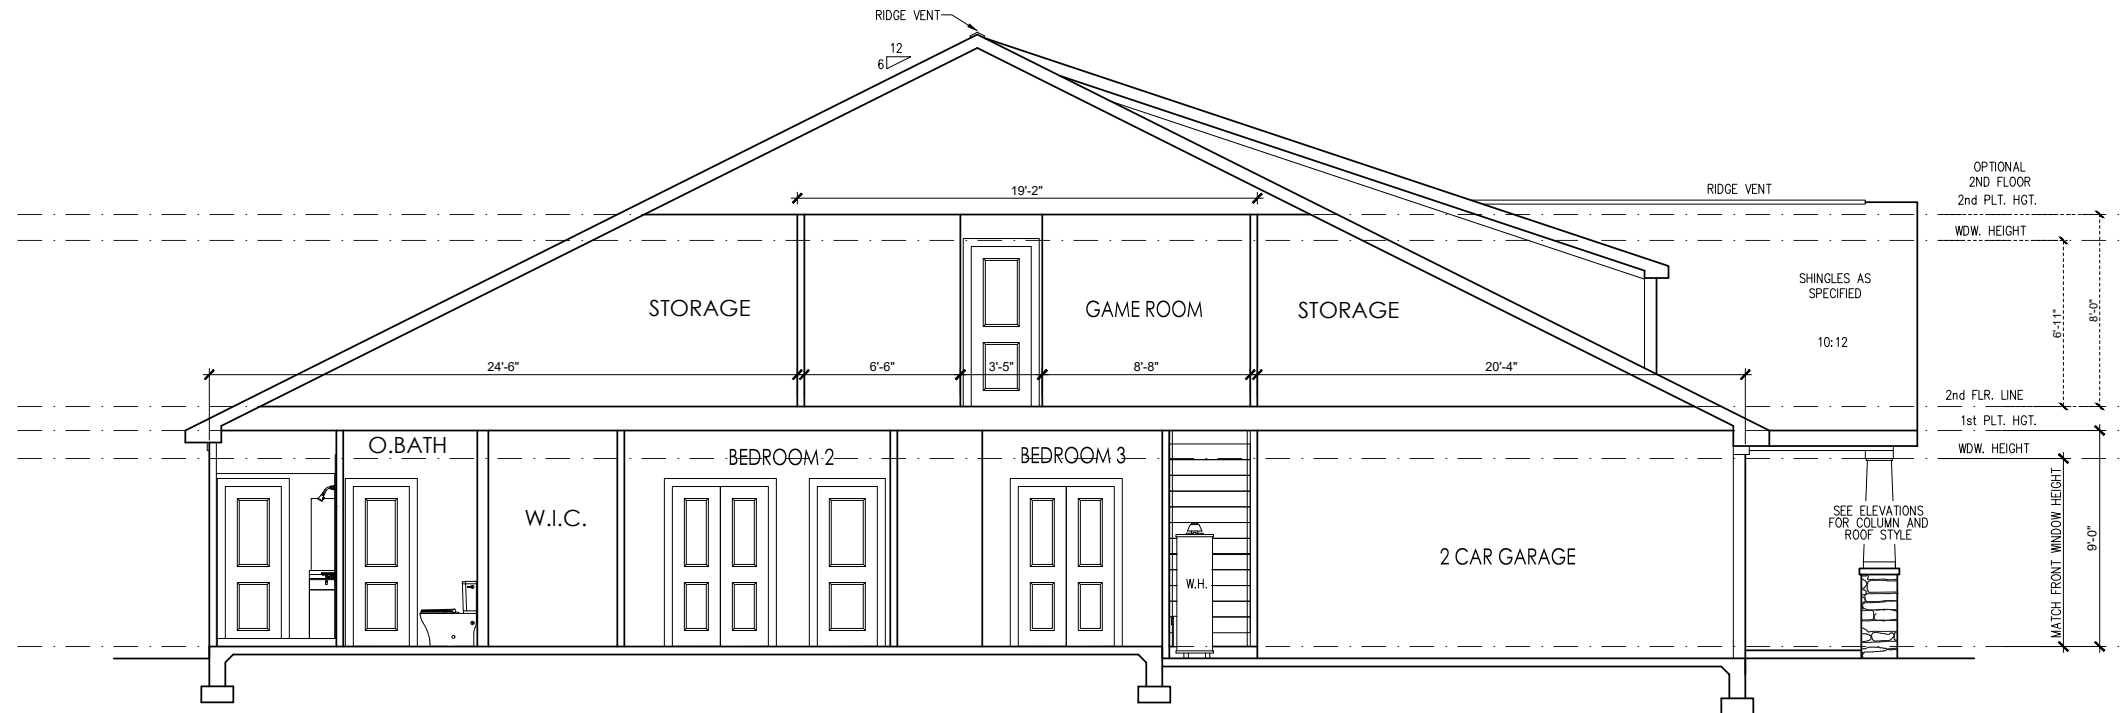 RIDGE VENT
12
6
OPTIONAL
2ND FLOOR
2nd PLT. HGT.
19'-2"
RIDGE VENT
WDW. HEIGHT
SHINGLES AS
SPECIFIED
10:12
STORAGE
GAME ROOM
STORAGE
6'-11"
8'-0"
24'-6"
6'-6"
3'-5"
8'-8"
20'-4"
2nd FLR. LINE
1st PLT. HGT.
WDW. HEIGHT
O.BATH
BEDROOM 2
BEDROOM 3
W.I.C.
W.H.
2 CAR GARAGE
SEE ELEVATIONS
FOR COLUMN AND
ROOF STYLE
MATCH FRONT WINDOW HEIGHT
9'-0"